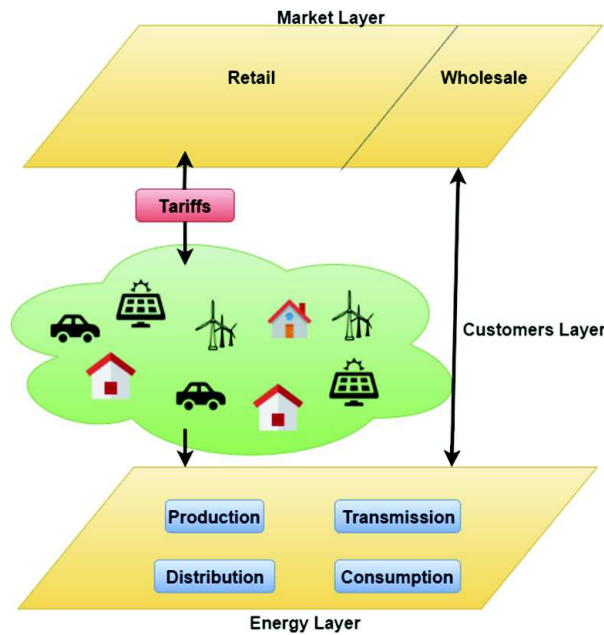 Market Layer
Retail
Wholesale
Tariffs
Customers Layer
Production
Transmission
Distribution
Consumption
Energy Layer